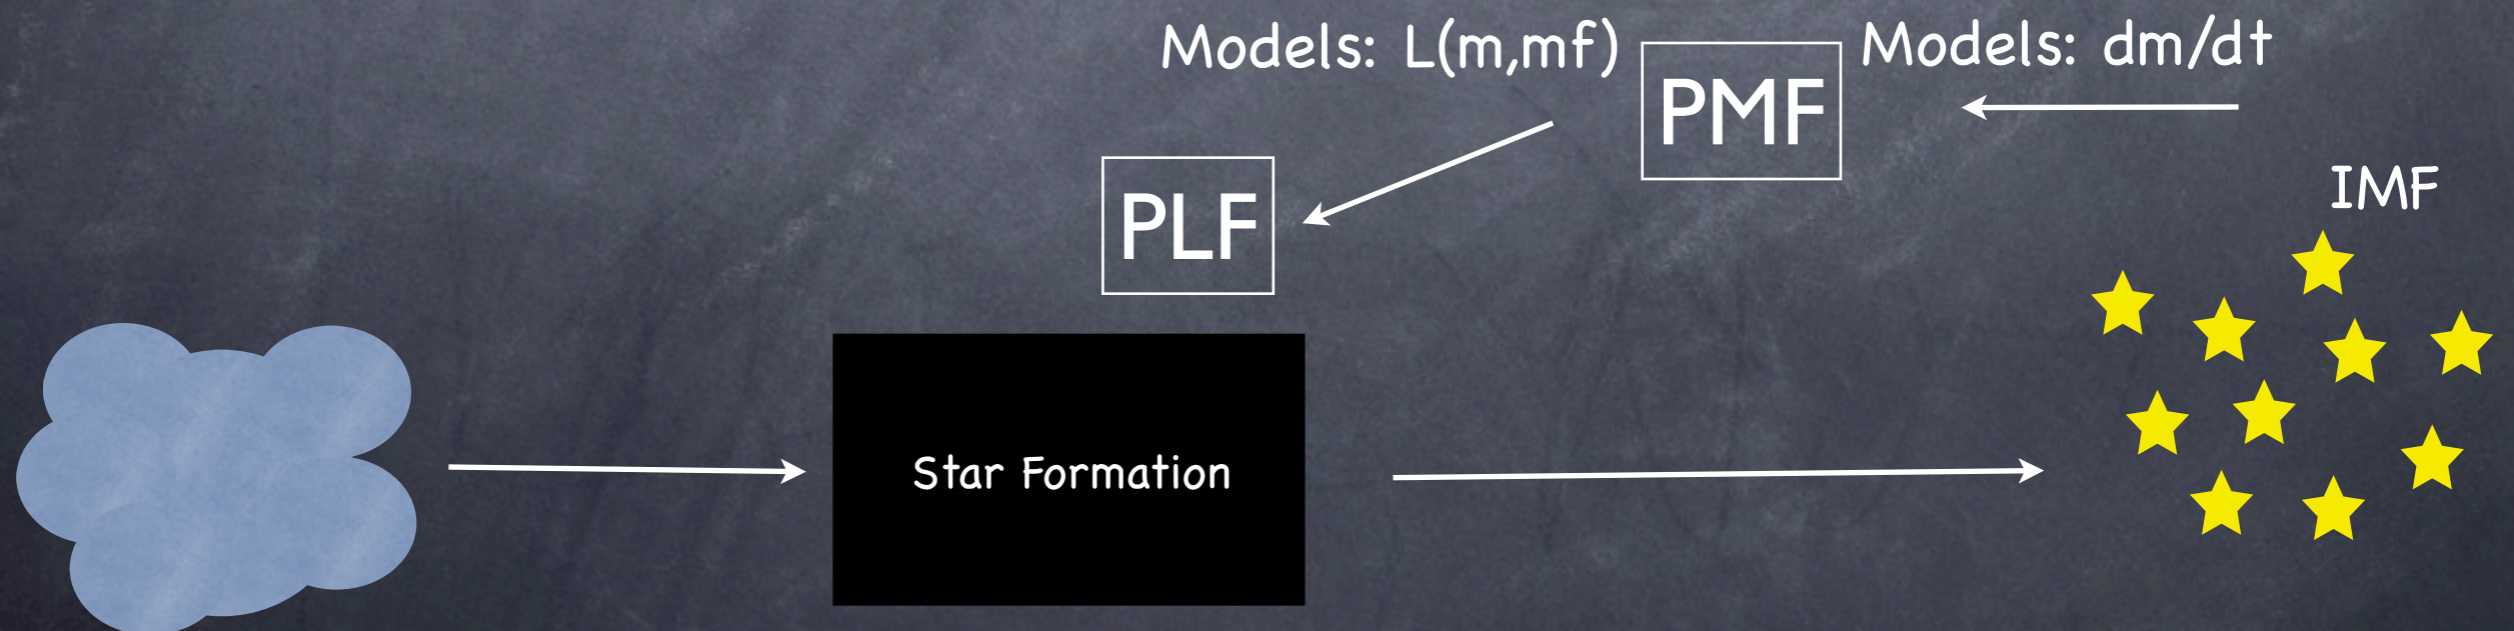 Models: L(m,mf)
PMF
Models: dm/dt
PLF
IMF
Star Formation